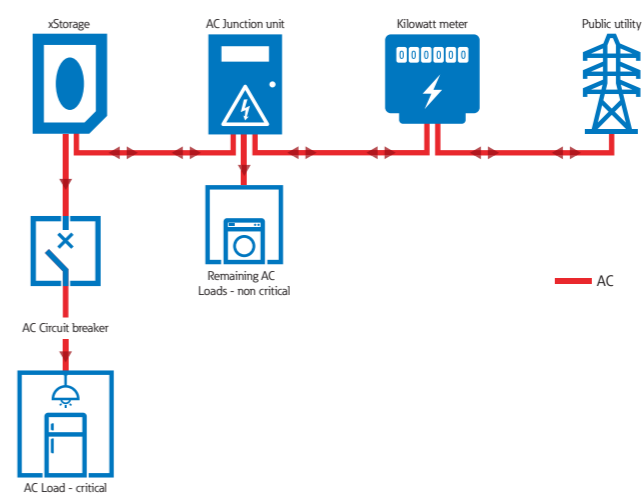 xStorage
AC Junction unit
Kilowatt meter
Public utility
000000
Remaining AC
Loads - non critical
AC
AC Circuit breaker
AC Load - critical